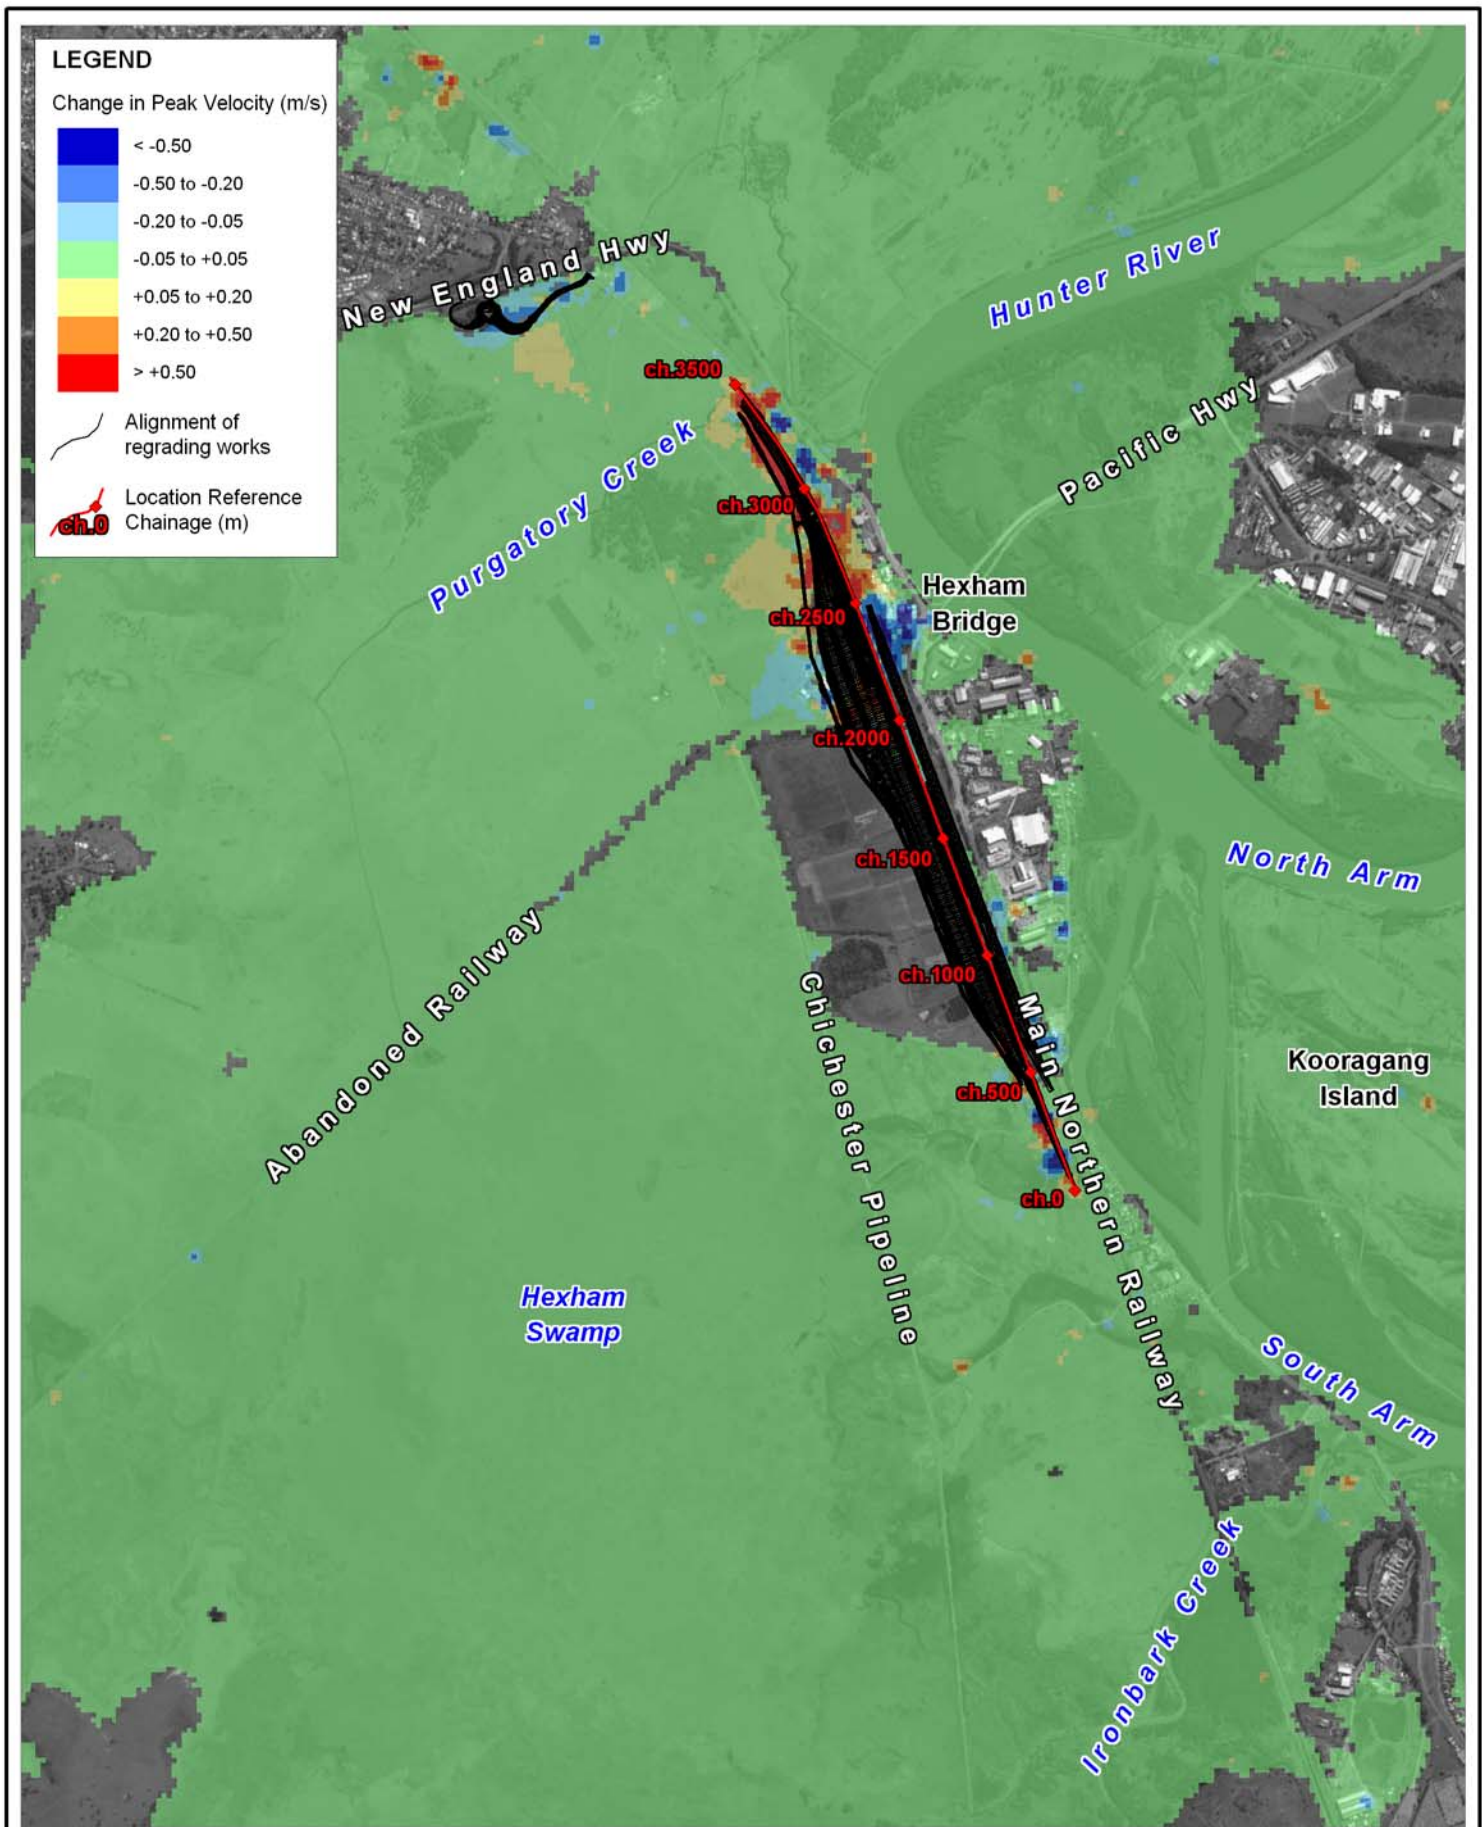 LEGEND
Change in Peak Velocity (m/s)
< -0.50
-0.50 to -0.20
-0.20 to -0.05
-0.05 to +0.05
+0.05 to +0.20
+0.20 to +0.50
> +0.50
Alignment of
regrading works
Location Reference
Chainage (m)
ch.0
New England Hwy
Hunter River
ch.3500
Pacific Hwy
Purgatory Creek
ch.3000
Hexham
Bridge
ch.2500
ch.2000
ch.1500
North Arm
Abandoned Railway
ch.1000
Chichester Pipeline
Main Northern Railway
Kooragang
Island
ch.500
ch.0
Hexham
Swamp
South Arm
Ironbark Creek